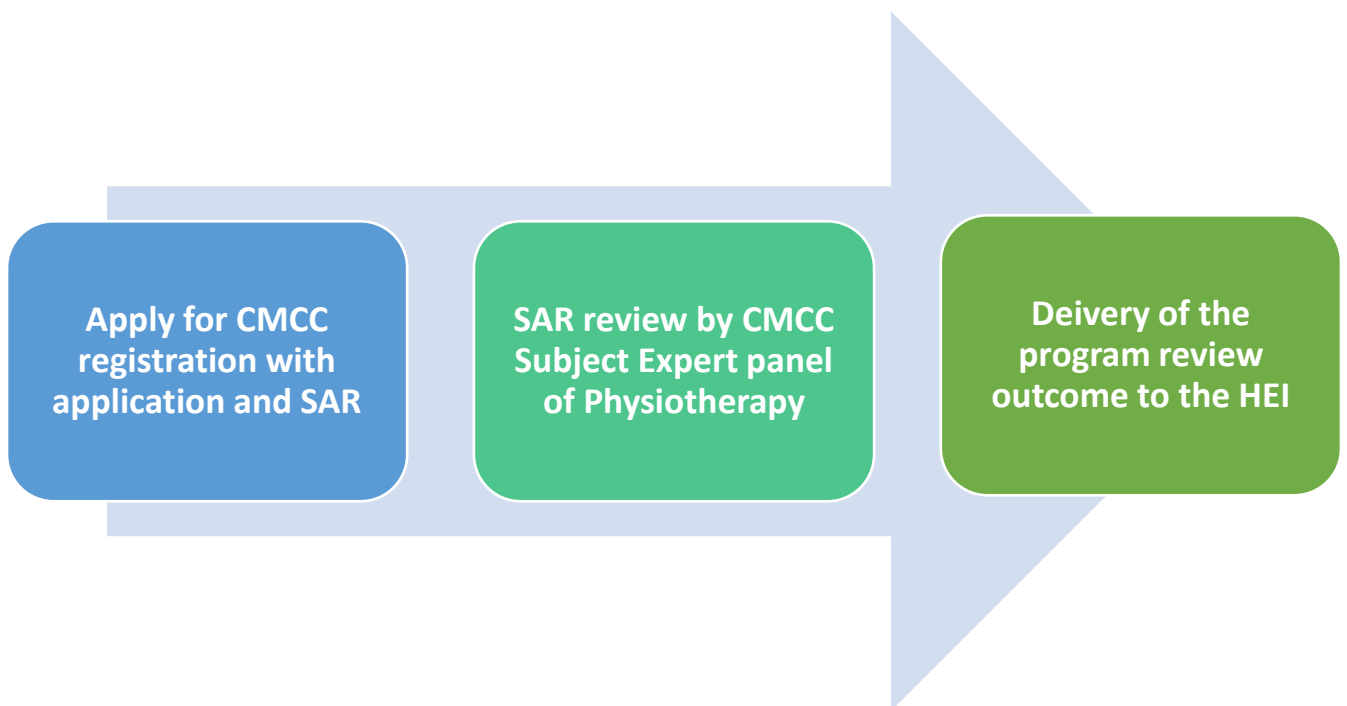 Apply for CMCC
registration with
application and SAR
SAR review by CMCC
Subject Expert panel
of Physiotherapy
Deivery of the
program review
outcome to the HEI